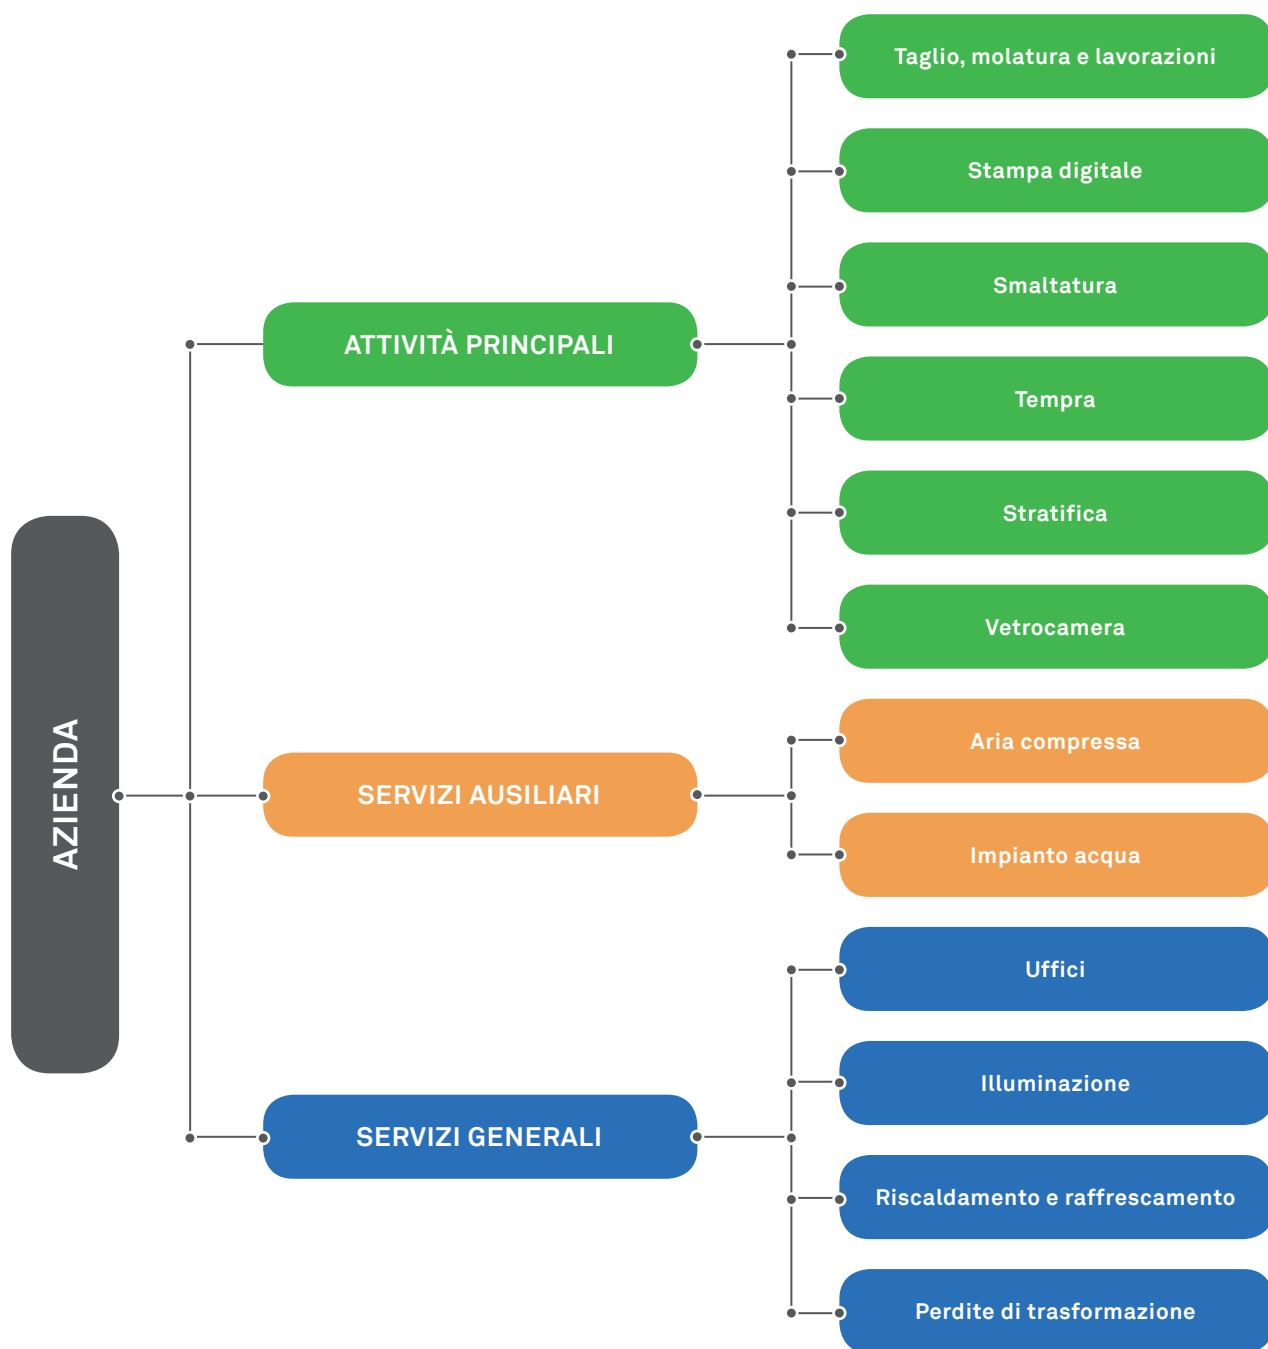 AZIENDA
ATTIVITÀ PRINCIPALI
Taglio, molatura e lavorazioni
Stampa digitale
Smaltatura
Tempra
Stratifica
Vetrocamera
SERVIZI AUSILIARI
Aria compressa
Impianto acqua
SERVIZI GENERALI
Uffici
Illuminazione
Riscaldamento e raffrescamento
Perdite di trasformazione